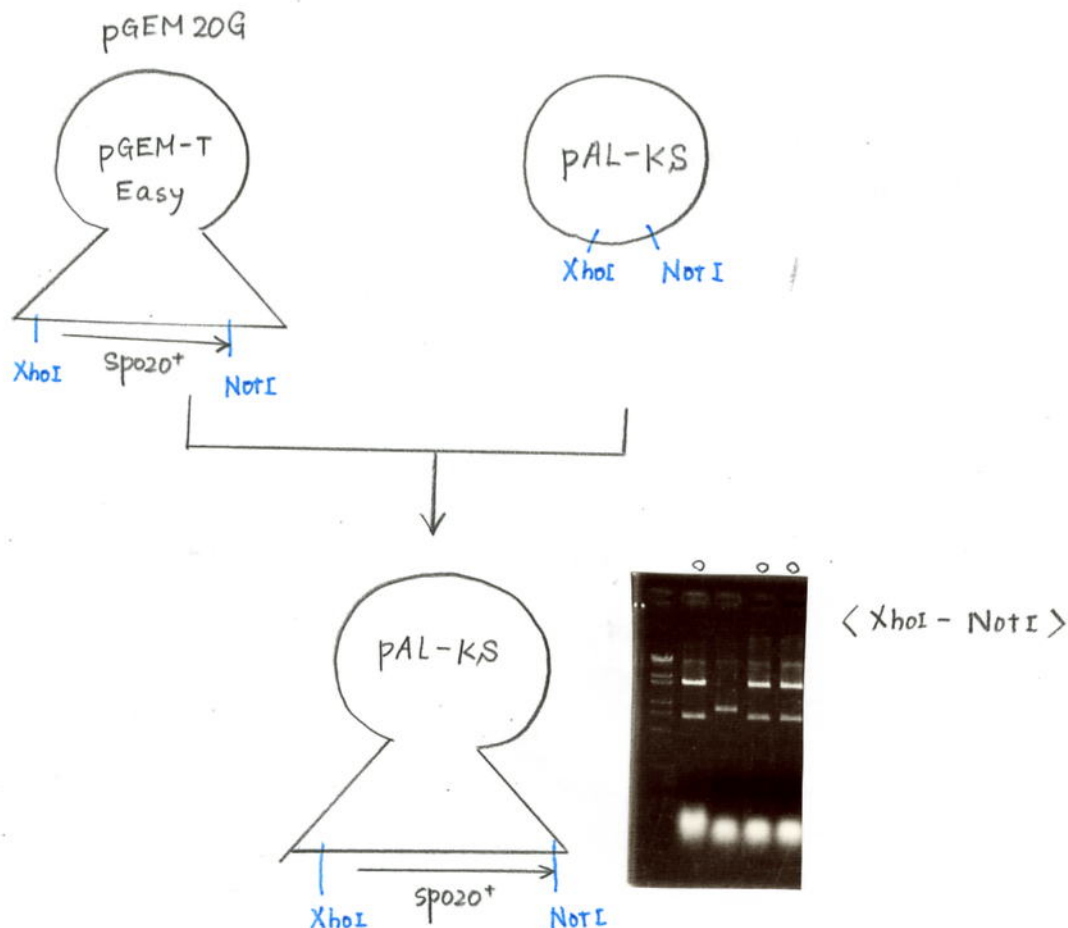 pGEM 20G
pGEM-T
Easy
pAL-KS
XhoI
NotI
spo20+
XhoI
NotI
pAL-KS
< XhoI - NotI >
spo20+
XhoI
NotI